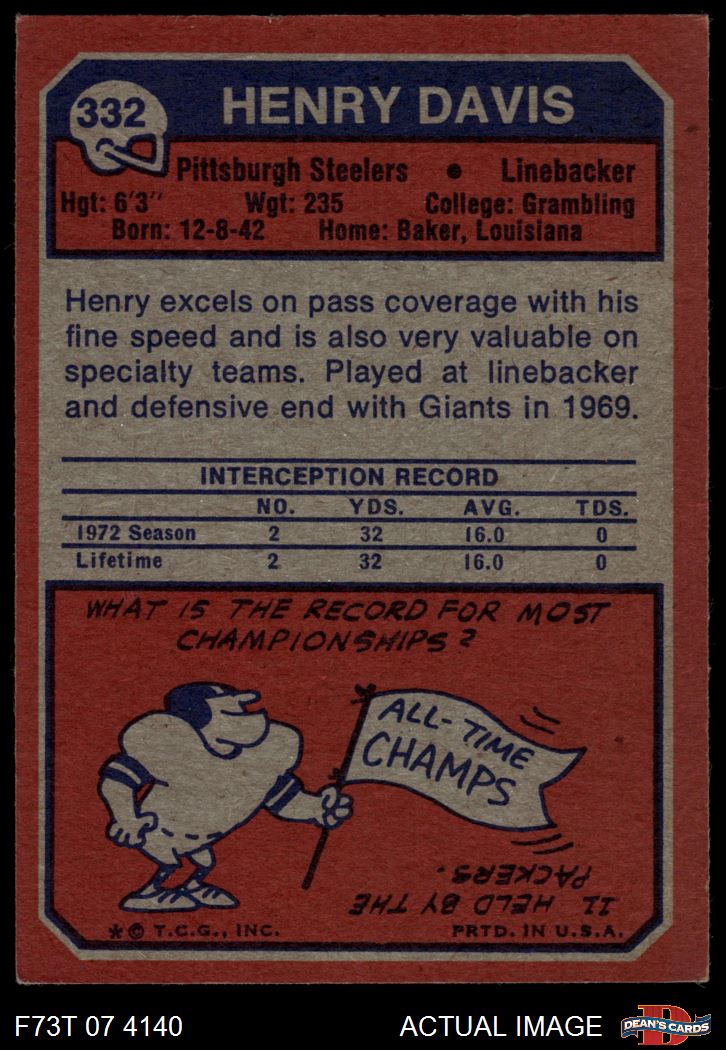 332
HENRY DAVIS
Pittsburgh Steelers • Linebacker
Hgt: 6'3" Wgt: 235 College: Grambling
Born: 12-8-42 Home: Baker, Louisiana
Henry excels on pass coverage with his
fine speed and is also very valuable on
specialty teams. Played at linebacker
and defensive end with Giants in 1969.
INTERCEPTION RECORD
NO. YDS. AVG. TDS.
1972 Season 2 32 16.0 0
Lifetime 2 32 16.0 0
WHAT IS THE RECORD FOR MOST
CHAMPIONSHIPS?
ALL-TIME
CHAMPS
11 HELD BY THE
PACKERS.
* © T.C.G., INC. PRTD. IN U.S.A.
F73T 07 4140 ACTUAL IMAGE
D
DEAN'S CARDS